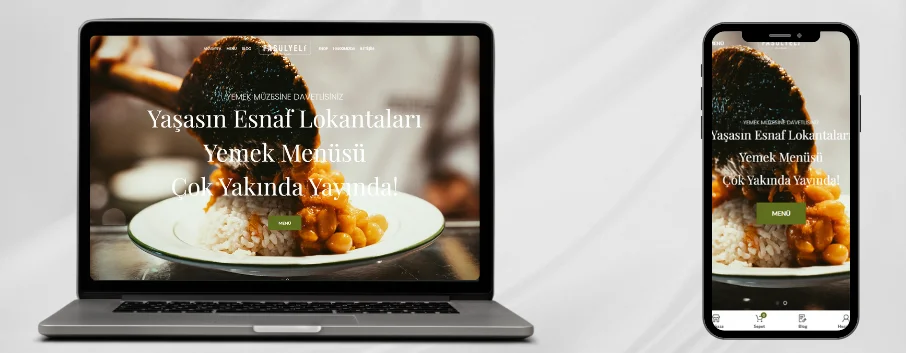 ANASAYFA MENÜ BLOG FASULYELİ SHOP HAKKIMIZDA İLETİŞİM
YEMEK MÜZESİNE DAVETLİSİNİZ
Yaşasın Esnaf Lokantaları
Yemek Menüsü
Çok Yakında Yayında!
MENÜ
YEMEK MÜZESİNE DAVETLİSİNİZ
Yaşasın Esnaf Lokantaları
Yemek Menüsü
Çok Yakında Yayında!
MENÜ
Sepet Blog